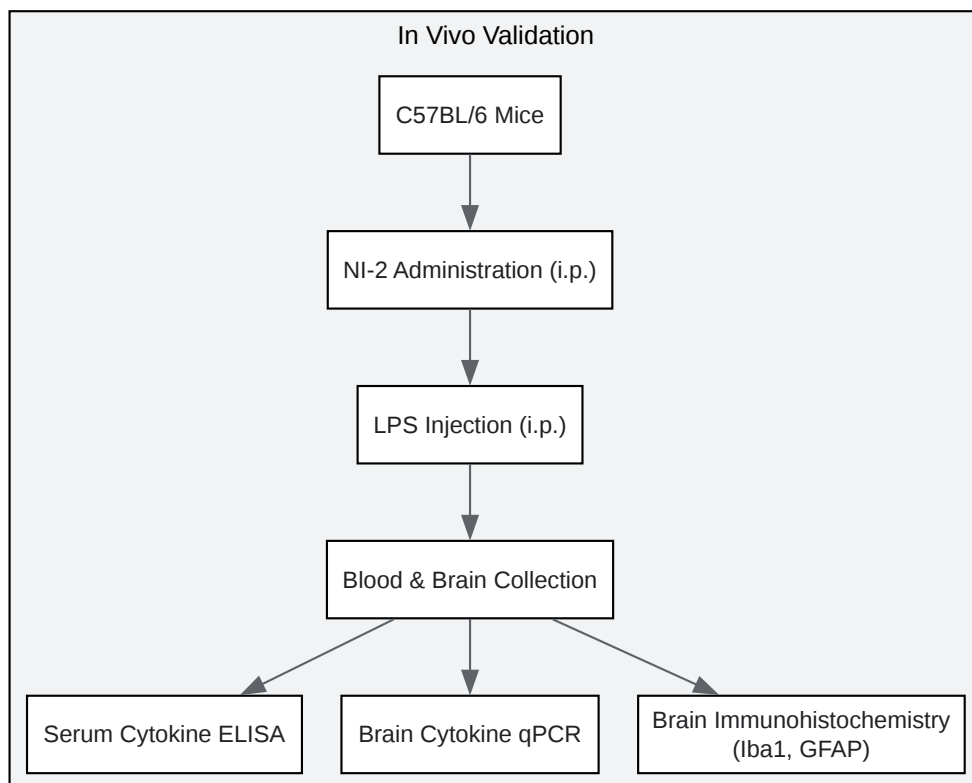 In Vivo Validation
C57BL/6 Mice
NI-2 Administration (i.p.)
LPS Injection (i.p.)
Blood & Brain Collection
Serum Cytokine ELISA
Brain Cytokine qPCR
Brain Immunohistochemistry
(Iba1, GFAP)